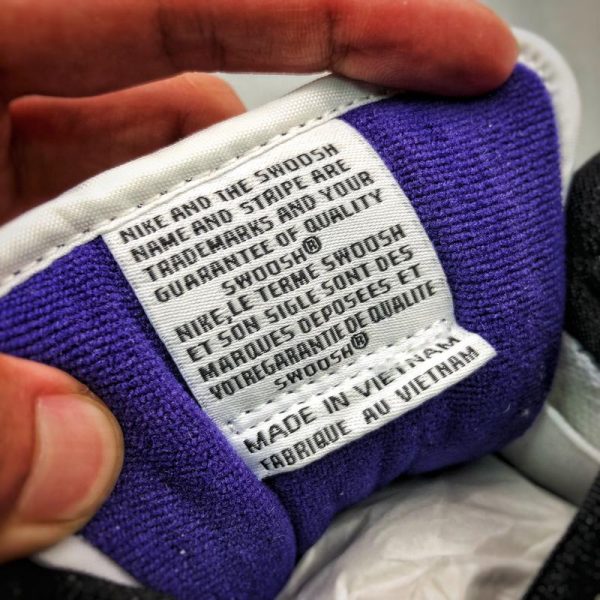 NIKE AND THE SWOOSH
NAME AND STRIPE ARE
TRADEMARKS AND YOUR
GUARANTEE OF QUALITY
SWOOSH®
NIKE,LE TERME SWOOSH
ET SON SIGLE SONT DES
MARQUES DEPOSEES ET
VOTREGARANTIE DE QUALITE
SWOOSH®
MADE IN VIETNAM
FABRIQUE AU VIETNAM